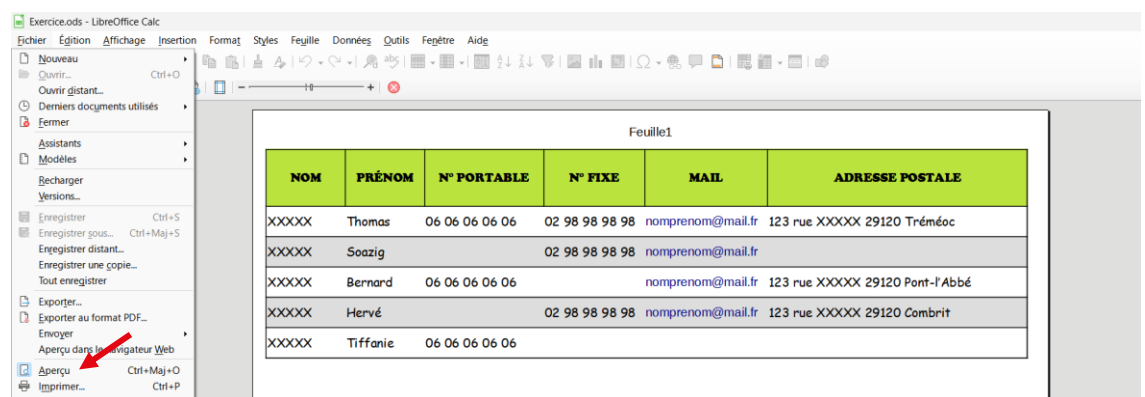 Exercice.ods - LibreOffice Calc
Fichier Édition Affichage Insertion Format Styles Feuille Données Outils Fenêtre Aide
Nouveau
Ouvrir... Ctrl+O
Ouvrir distant...
Derniers documents utilisés
Fermer
Assistants
Modèles
Recharger
Versions...
Enregistrer Ctrl+S
Enregistrer sous... Ctrl+Maj+S
Enregistrer distant...
Enregistrer une copie...
Tout enregistrer
Exporter...
Exporter au format PDF...
Envoyer
Aperçu dans le navigateur Web
Aperçu Ctrl+Maj+O
Imprimer... Ctrl+P
Feuille1
NOM PRÉNOM N° PORTABLE N° FIXE MAIL ADRESSE POSTALE
XXXXX Thomas 06 06 06 06 06 02 98 98 98 98 nomprenom@mail.fr 123 rue XXXXX 29120 Tréméoc
XXXXX Soazig 02 98 98 98 98 nomprenom@mail.fr
XXXXX Bernard 06 06 06 06 06 nomprenom@mail.fr 123 rue XXXXX 29120 Pont-l'Abbé
XXXXX Hervé 02 98 98 98 98 nomprenom@mail.fr 123 rue XXXXX 29120 Combrit
XXXXX Tiffanie 06 06 06 06 06